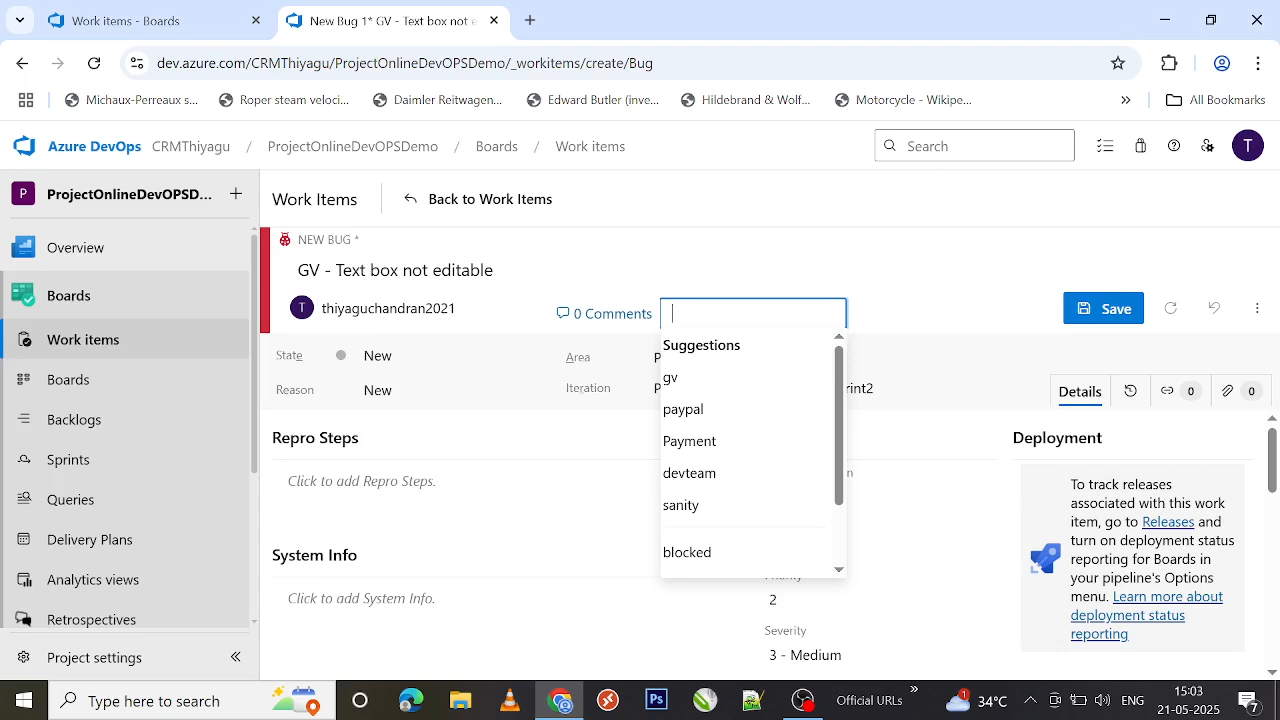 Work items - Boards
New Bug 1* GV - Text box not e
dev.azure.com/CRMThiyagu/ProjectOnlineDevOPSDemo/_workitems/create/Bug
Michaux-Perreaux s...
Roper steam veloci...
Daimler Reitwagen...
Edward Butler (inve...
Hildebrand & Wolf...
Motorcycle - Wikipe...
All Bookmarks
Azure DevOps CRMThiyagu / ProjectOnlineDevOPSDemo / Boards / Work items
Search
T
P ProjectOnlineDevOPSD...
Overview
Boards
Work items
Boards
Backlogs
Sprints
Queries
Delivery Plans
Analytics views
Retrospectives
Project settings
Work Items
Back to Work Items
NEW BUG *
GV - Text box not editable
T thiyaguchandran2021
0 Comments
Save
State New
Reason New
Area P
Iteration P
rint2
Details
0
0
Suggestions
gv
paypal
Payment
devteam
sanity
blocked
Repro Steps
Click to add Repro Steps.
System Info
Click to add System Info.
n
Priority
2
Severity
3 - Medium
Deployment
To track releases
associated with this work
item, go to Releases and
turn on deployment status
reporting for Boards in
your pipeline's Options
menu. Learn more about
deployment status
reporting
Type here to search
Ps
Official URLs
1
34°C
ENG
15:03
21-05-2025
7